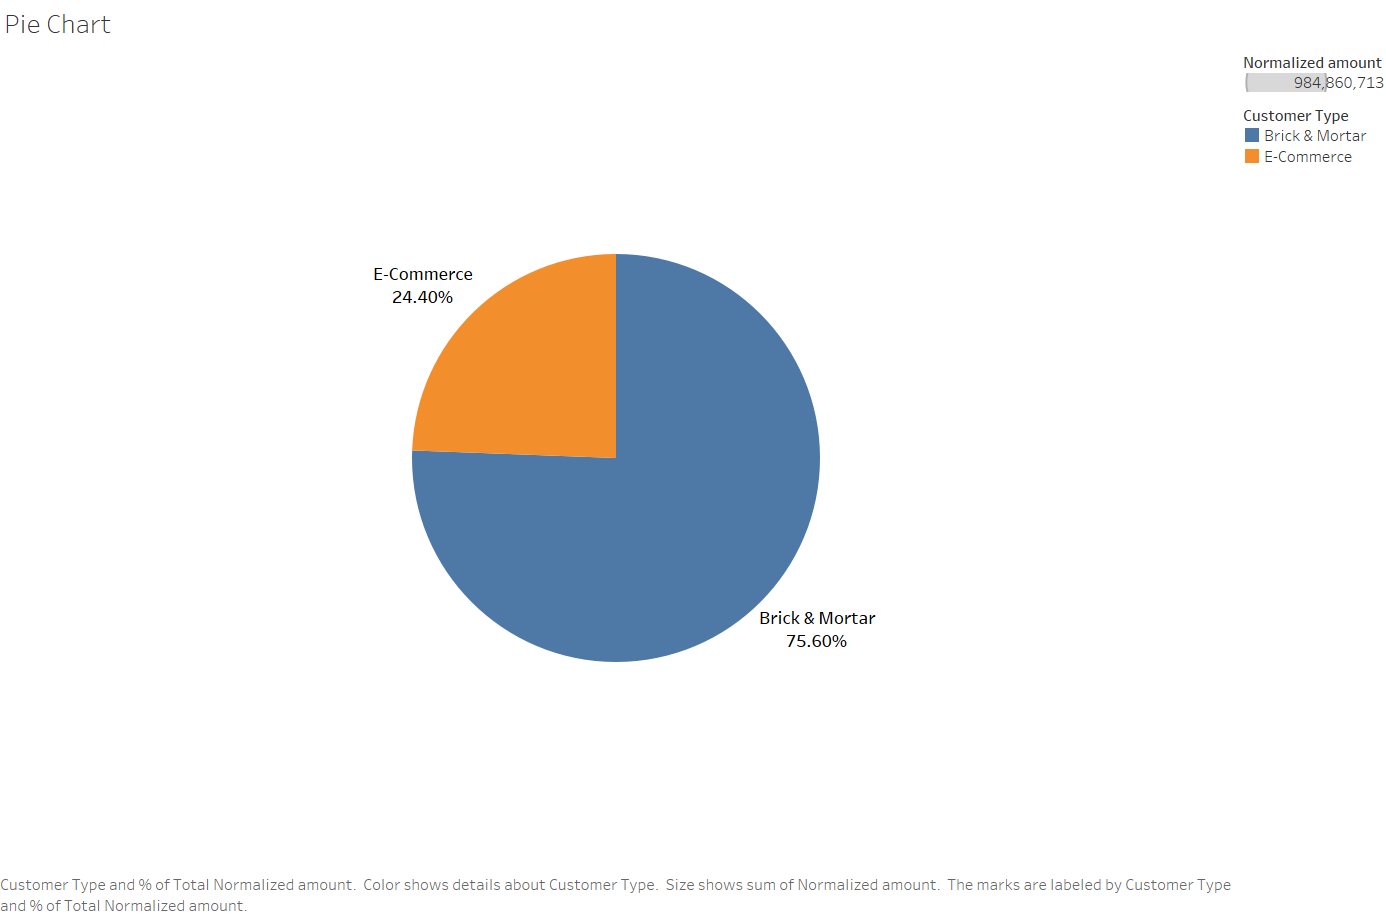 Pie Chart
Normalized amount
984,860,713
Customer Type
Brick & Mortar
E-Commerce
E-Commerce
24.40%
Brick & Mortar
75.60%
Customer Type and % of Total Normalized amount.  Color shows details about Customer Type.  Size shows sum of Normalized amount.  The marks are labeled by Customer Type
and % of Total Normalized amount.